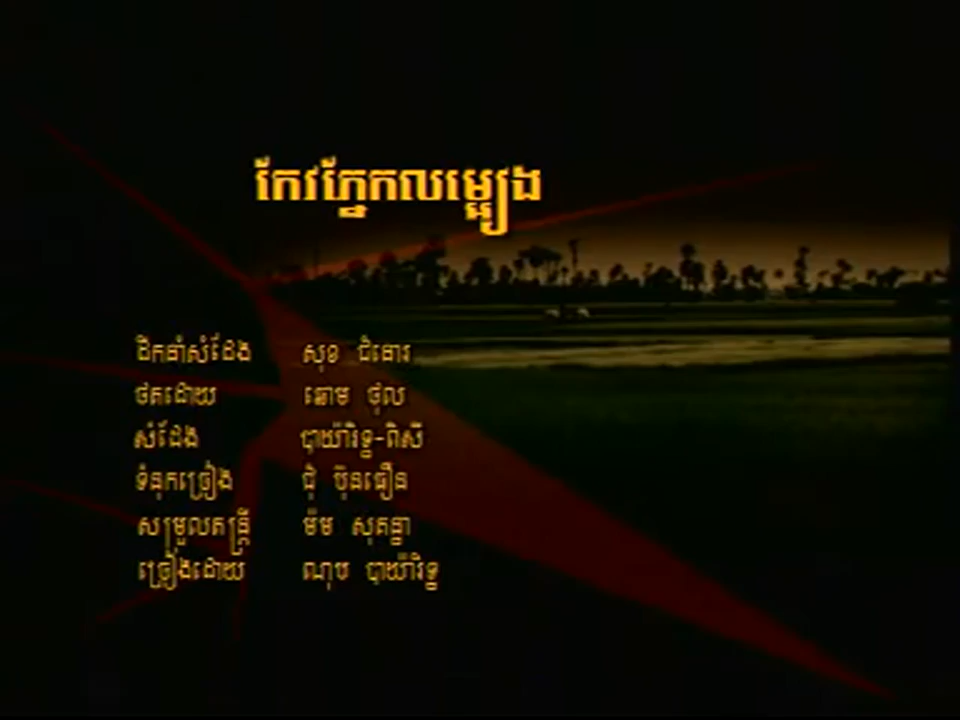 កែវភ្នែកលម្អៀង
ដឹកនាំសំដែង សុខ ជំនោរ
ថតដោយ ឆោម ថុល
សំដែង បាយ៉ារិទ្ធ-ពិសី
ទំនុកច្រៀង ជុំ ប៊ុនធឿន
សម្រួលតន្ត្រី ម៉ម សុគន្ធា
ច្រៀងដោយ ណុប បាយ៉ារិទ្ធ